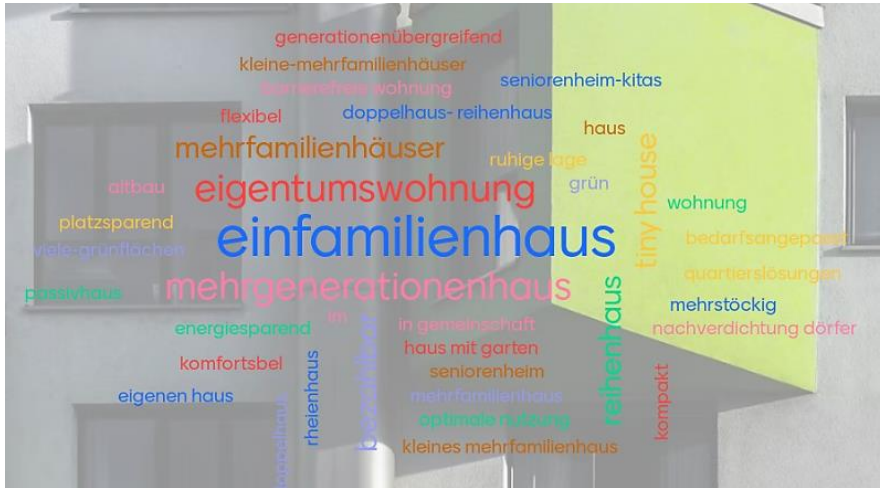 generationenübergreifend
kleine-mehrfamilienhäuser
seniorenheim-kitas
barrierefreie wohnung
flexibel
doppelhaus- reihenhaus
haus
mehrfamilienhäuser
ruhige lage
tiny house
altbau
eigentumswohnung
grün
wohnung
platzsparend
einfamilienhaus
viele-grünflächen
bedarfsangepasst
quartierslösungen
passivhaus
mehrgenerationenhaus
mehrstöckig
im
energiesparend
in gemeinschaft
reihenhaus
nachverdichtung dörfer
komfortsbel
haus mit garten
rheienhaus
bezahlbar
seniorenheim
kompakt
eigenen haus
mehrfamilienhaus
doppelhaus
optimale nutzung
kleines mehrfamilienhaus